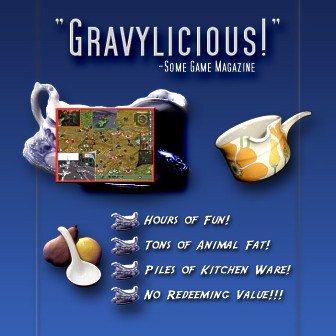 "Gravylicious!"
-Some Game Magazine
Hours of Fun!
Tons of Animal Fat!
Piles of Kitchen Ware!
No Redeeming Value!!!